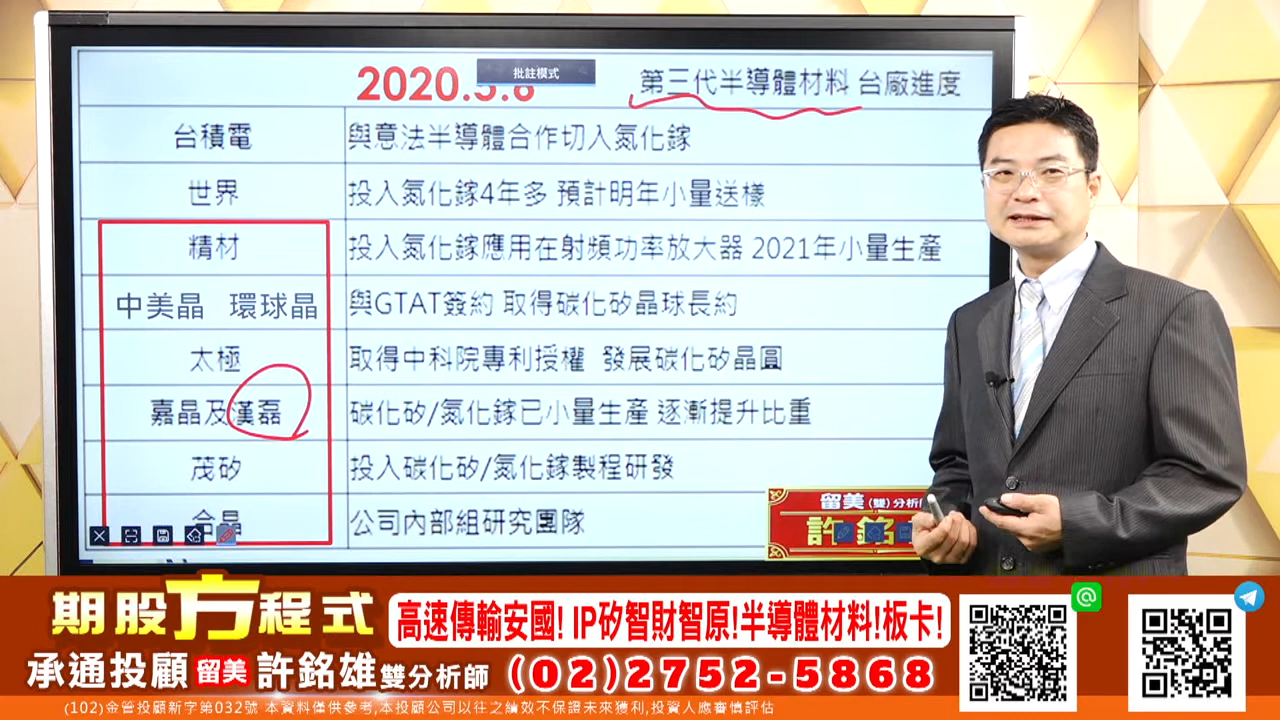 2020.5.6
批註模式
第三代半導體材料 台廠進度
台積電 與意法半導體合作切入氮化鎵
世界 投入氮化鎵4年多 預計明年小量送樣
精材 投入氮化鎵應用在射頻功率放大器 2021年小量生產
中美晶 環球晶 與GTAT簽約 取得碳化矽晶球長約
太極 取得中科院專利授權 發展碳化矽晶圓
嘉晶及漢磊 碳化矽/氮化鎵已小量生產 逐漸提升比重
茂矽 投入碳化矽/氮化鎵製程研發
合晶 公司內部組研究團隊
留美(雙)分析
許銘
期股方程式
高速傳輸安國! IP矽智財智原!半導體材料!板卡!
承通投顧 留美 許銘雄 雙分析師 (02)2752-5868
(102)金管投顧新字第032號 本資料僅供參考,本投顧公司以往之績效不保證未來獲利,投資人應審慎評估